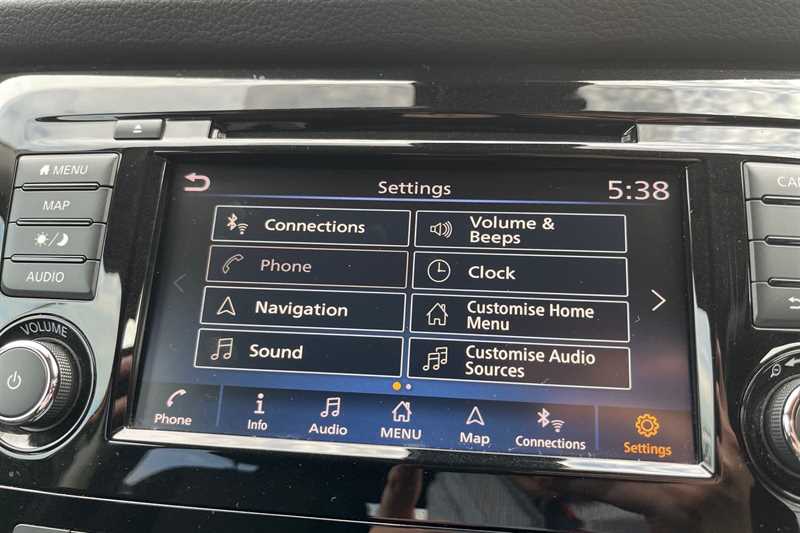 MENU
MAP
AUDIO
VOLUME
Settings
5:38
Connections
Volume &
Beeps
Phone
Clock
Navigation
Customise Home
Menu
Sound
Customise Audio
Sources
Phone
Info
Audio
MENU
Map
Connections
Settings